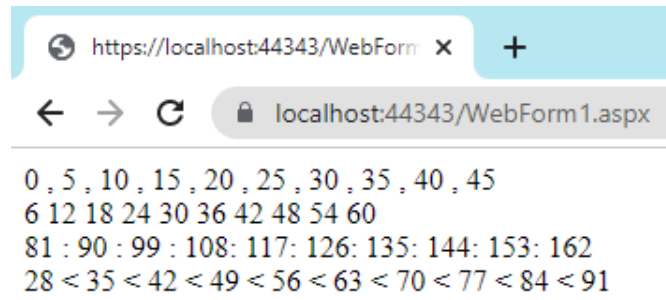 https://localhost:44343/WebForm
localhost:44343/WebForm1.aspx
0 , 5 , 10 , 15 , 20 , 25 , 30 , 35 , 40 , 45
6 12 18 24 30 36 42 48 54 60
81 : 90 : 99 : 108: 117: 126: 135: 144: 153: 162
28 < 35 < 42 < 49 < 56 < 63 < 70 < 77 < 84 < 91